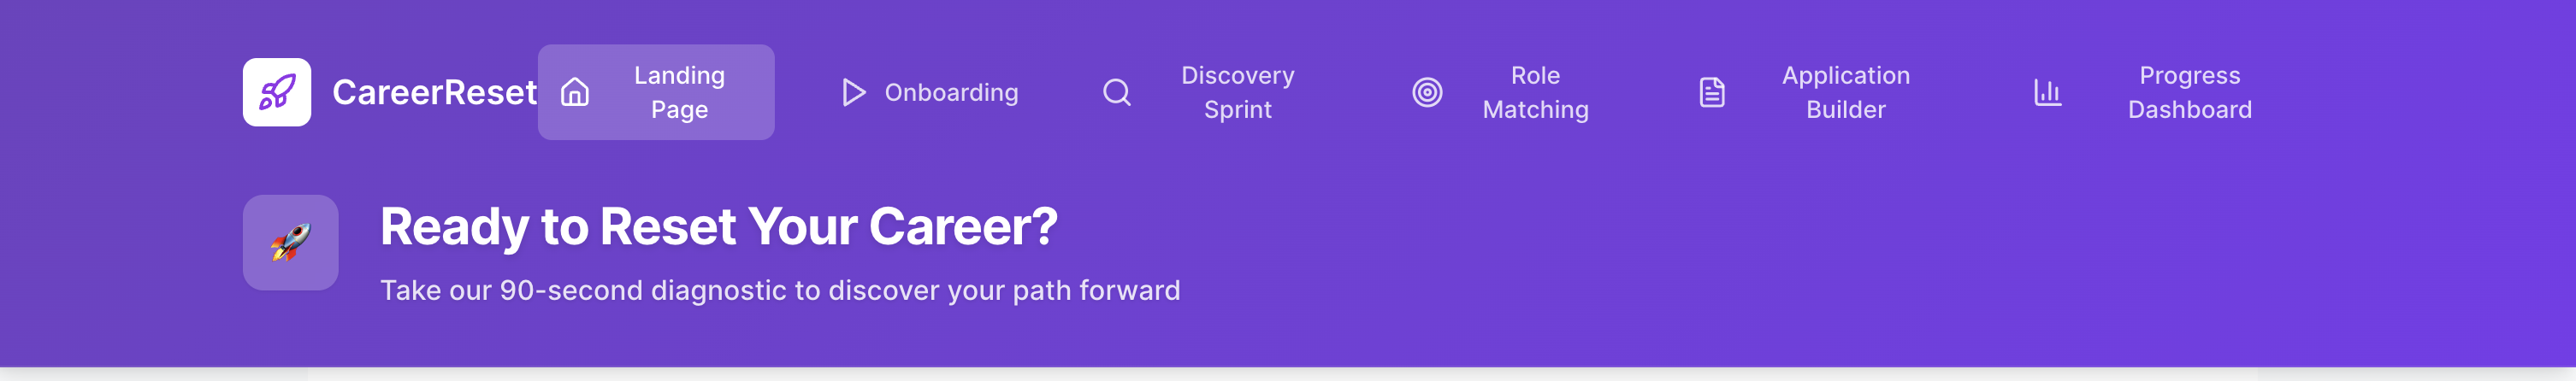 CareerReset
Landing
Page
Onboarding
Discovery
Sprint
Role
Matching
Application
Builder
Progress
Dashboard
Ready to Reset Your Career?
Take our 90-second diagnostic to discover your path forward